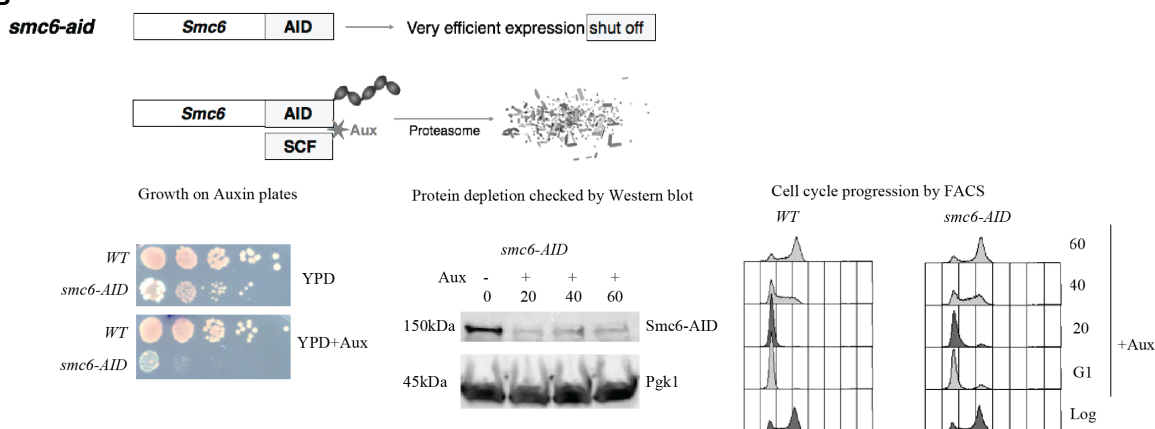 smc6-aid Smc6 AID Very efficient expression shut off
Smc6 AID
Aux
Proteasome
SCF
Growth on Auxin plates
Protein depletion checked by Western blot
Cell cycle progression by FACS
WT
smc6-AID
YPD
WT
smc6-AID
YPD+Aux
smc6-AID
Aux - + + +
0 20 40 60
150kDa Smc6-AID
45kDa Pgk1
WT smc6-AID
60
40
20
G1
Log
+Aux